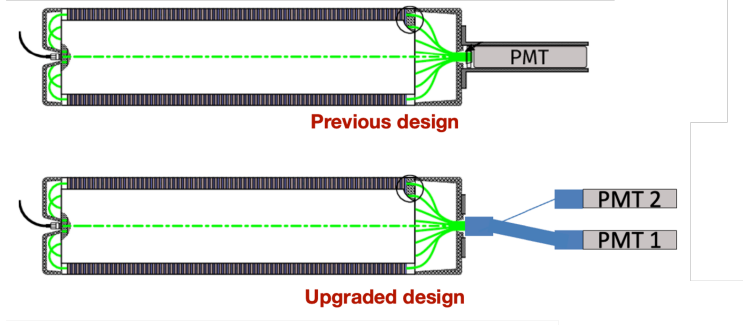 PMT
Previous design
PMT 2
PMT 1
Upgraded design